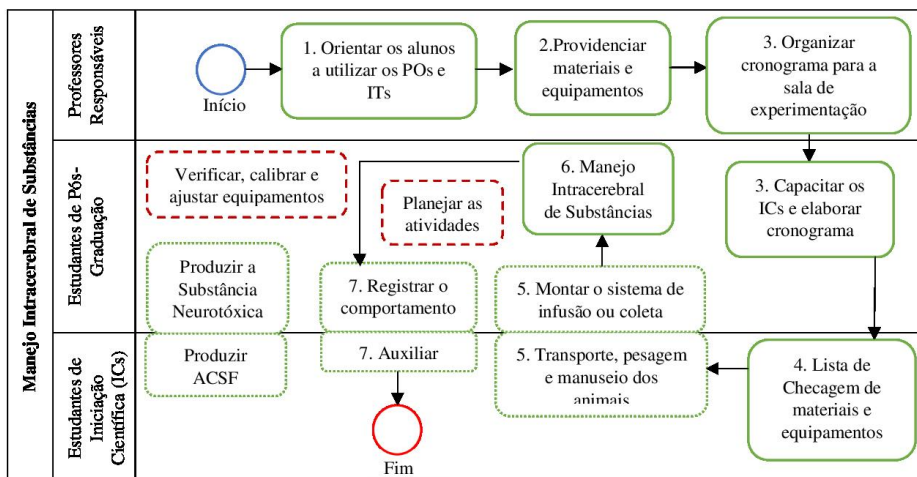 Manejo Intracerebral de Substâncias
Professores
Responsáveis
Início
1. Orientar os alunos
a utilizar os POs e
ITs
2.Providenciar
materiais e
equipamentos
3. Organizar
cronograma para a
sala de
experimentação
Estudantes de Pós-
Graduação
Verificar, calibrar e
ajustar equipamentos
Planejar as
atividades
6. Manejo
Intracerebral
de Substâncias
3. Capacitar os
ICs e elaborar
cronograma
Produzir a
Substância
Neurotóxica
7. Registrar o
comportamento
5. Montar o sistema de
infusão ou coleta
Estudantes de
Iniciação
Científica (ICs)
Produzir
ACSF
7. Auxiliar
5. Transporte, pesagem
e manuseio dos
animais
4. Lista de
Checagem de
materiais e
equipamentos
Fim